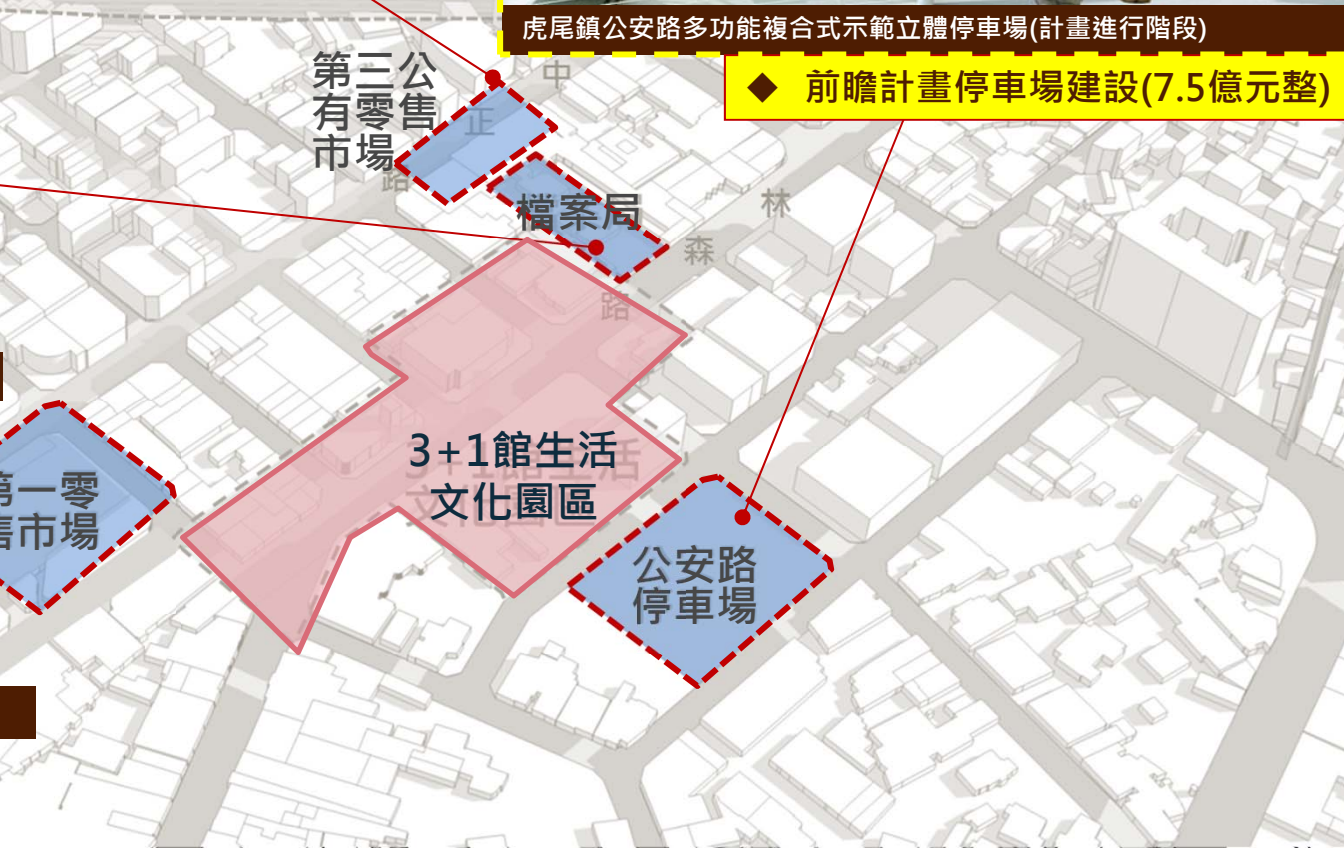 虎尾鎮公安路多功能複合式示範立體停車場(計畫進行階段)
◆ 前瞻計畫停車場建設(7.5億元整)
第三公
有零售
市場
中
正
路
檔案局
林
森
路
3+1館生活
文化園區
第一零
售市場
公安路
停車場